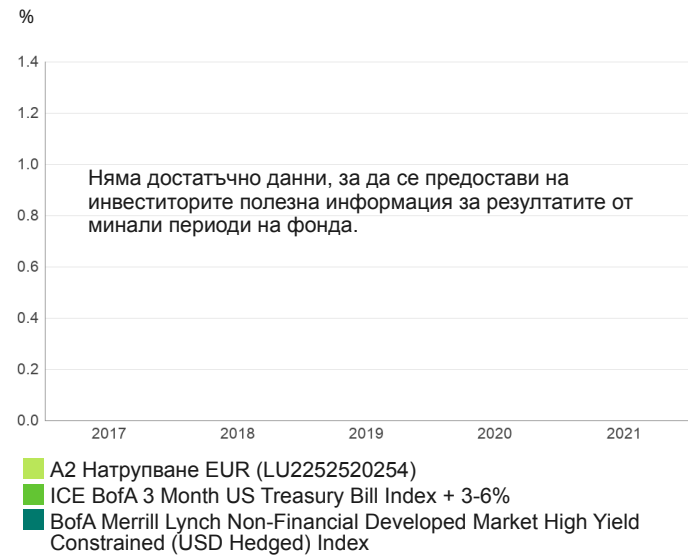 %
1.4
1.2
1.0
Няма достатъчно данни, за да се предостави на
инвеститорите полезна информация за резултатите от
минали периоди на фонда.
0.8
0.6
0.4
0.2
0.0
2017 2018 2019 2020 2021
A2 Натрупване EUR (LU2252520254)
ICE BofA 3 Month US Treasury Bill Index + 3-6%
BofA Merrill Lynch Non-Financial Developed Market High Yield
Constrained (USD Hedged) Index